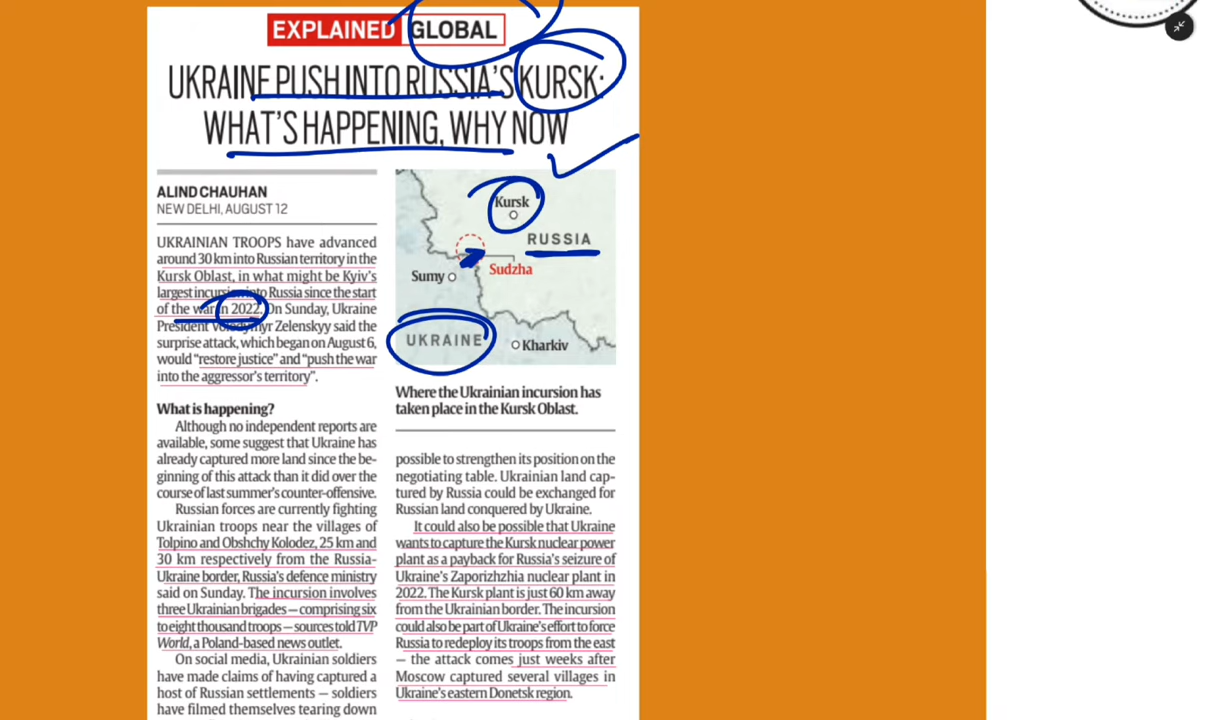 EXPLAINED GLOBAL
UKRAINE PUSH INTO RUSSIA'S KURSK:
WHAT'S HAPPENING, WHY NOW
ALIND CHAUHAN
NEW DELHI, AUGUST 12
UKRAINIAN TROOPS have advanced
around 30 km into Russian territory in the
Kursk Oblast, in what might be Kyiv's
largest incursion into Russia since the start
of the war in 2022. On Sunday, Ukraine
President Volodymyr Zelenskyy said the
surprise attack, which began on August 6,
would "restore justice" and "push the war
into the aggressor's territory".
What is happening?
Although no independent reports are
available, some suggest that Ukraine has
already captured more land since the be-
ginning of this attack than it did over the
course of last summer's counter-offensive.
Russian forces are currently fighting
Ukrainian troops near the villages of
Tolpino and Obshchy Kolodez, 25 km and
30 km respectively from the Russia-
Ukraine border, Russia's defence ministry
said on Sunday. The incursion involves
three Ukrainian brigades — comprising six
to eight thousand troops — sources told TVP
World, a Poland-based news outlet.
On social media, Ukrainian soldiers
have made claims of having captured a
host of Russian settlements — soldiers
have filmed themselves tearing down
Kursk
RUSSIA
Sudzha
Sumy
UKRAINE
Kharkiv
Where the Ukrainian incursion has
taken place in the Kursk Oblast.
possible to strengthen its position on the
negotiating table. Ukrainian land cap-
tured by Russia could be exchanged for
Russian land conquered by Ukraine.
It could also be possible that Ukraine
wants to capture the Kursk nuclear power
plant as a payback for Russia's seizure of
Ukraine's Zaporizhzhia nuclear plant in
2022. The Kursk plant is just 60 km away
from the Ukrainian border. The incursion
could also be part of Ukraine's effort to force
Russia to redeploy its troops from the east
— the attack comes just weeks after
Moscow captured several villages in
Ukraine's eastern Donetsk region.